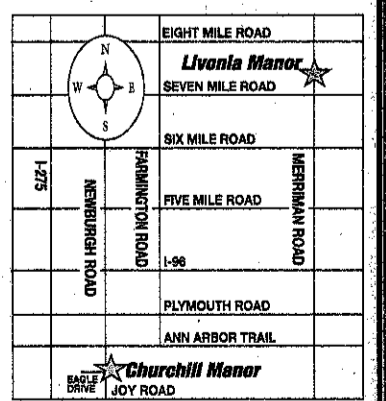 EIGHT MILE ROAD
N
Livonia Manor
W
E
SEVEN MILE ROAD
S
SIX MILE ROAD
I-275
NEWBURGH ROAD
FARMINGTON ROAD
MERRIMAN ROAD
FIVE MILE ROAD
I-96
PLYMOUTH ROAD
ANN ARBOR TRAIL
Churchill Manor
EAGLE
DRIVE
JOY ROAD